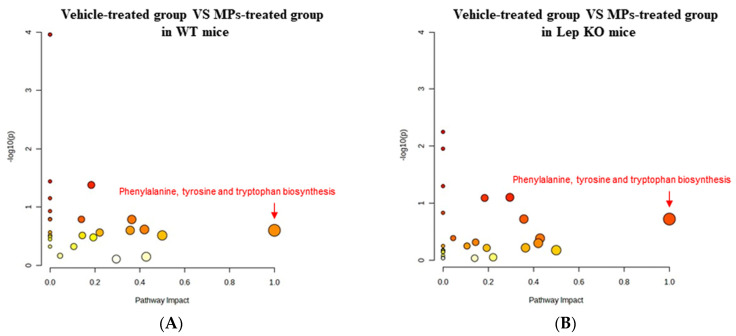 Vehicle-treated group VS MPs-treated group
in WT mice
4
3
2
1
0
-log10(p)
Phenylalanine, tyrosine and tryptophan biosynthesis
0.0 0.2 0.4 0.6 0.8 1.0
Pathway Impact
(A)
Vehicle-treated group VS MPs-treated group
in Lep KO mice
4
3
2
1
0
-log10(p)
Phenylalanine, tyrosine and tryptophan biosynthesis
0.0 0.2 0.4 0.6 0.8 1.0
Pathway Impact
(B)